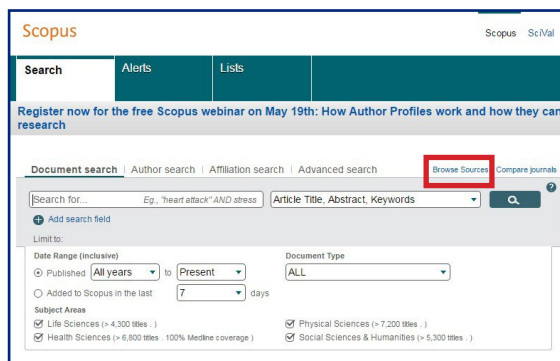 Scopus
Scopus SciVal
Search Alerts Lists
Register now for the free Scopus webinar on May 19th: How Author Profiles work and how they can
research
Document search | Author search | Affiliation search | Advanced search Browse Sources Compare journals
Search for... Eg., "heart attack" AND stress Article Title, Abstract, Keywords
Add search field
Limit to:
Date Range (inclusive) Document Type
Published All years to Present ALL
Added to Scopus in the last 7 days
Subject Areas
Life Sciences (> 4,300 titles . ) Physical Sciences (> 7,200 titles . )
Health Sciences (> 6,800 titles . 100% Medline coverage ) Social Sciences & Humanities (> 5,300 titles . )